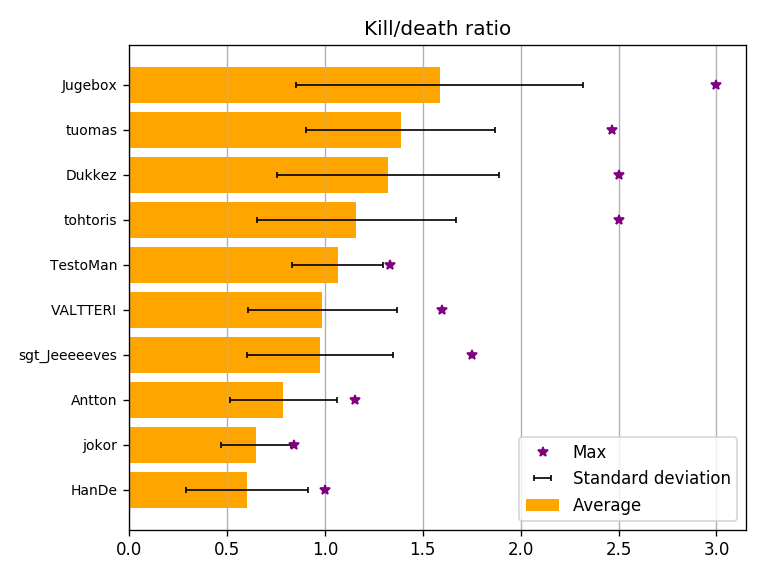 Kill/death ratio
Jugebox
tuomas
Dukkez
tohtoris
TestoMan
VALTTERI
sgt_Jeeeeeves
Antton
jokor
HanDe
Max
Standard deviation
Average
0.0 0.5 1.0 1.5 2.0 2.5 3.0